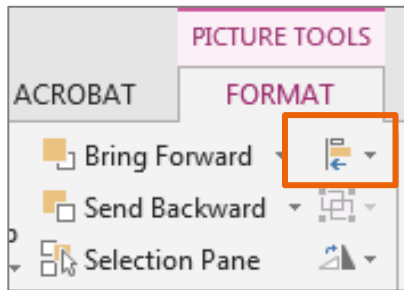 PICTURE TOOLS
ACROBAT FORMAT
Bring Forward
Send Backward
Selection Pane